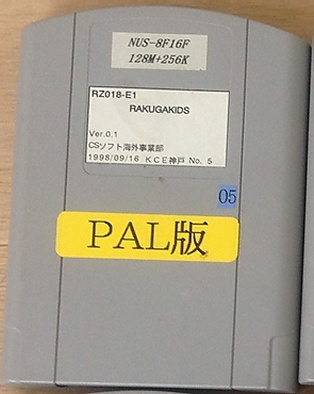 NUS-8F16F
128M+256K
RZ018-E1
RAKUGAKIDS
Ver.0.1
CSソフト海外事業部
1998/09/16 KCE神戸 No. 5
05
PAL版